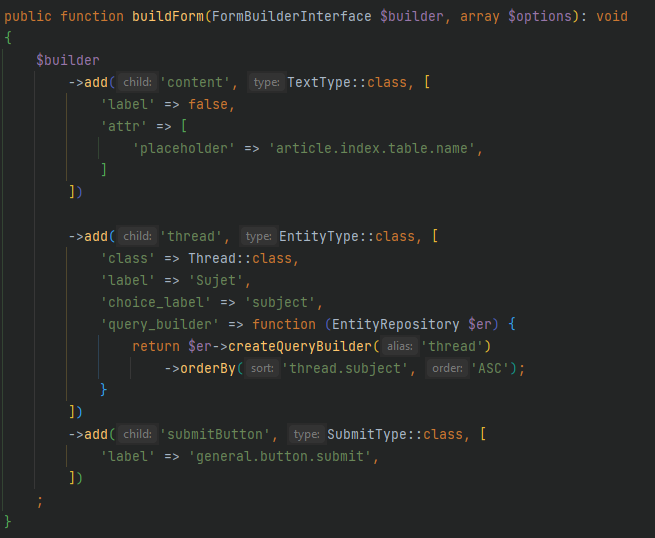 public function buildForm(FormBuilderInterface $builder, array $options): void
{
    $builder
        ->add( child: 'content', type: TextType::class, [
            'label' => false,
            'attr' => [
                'placeholder' => 'article.index.table.name',
            ]
        ])

        ->add( child: 'thread', type: EntityType::class, [
            'class' => Thread::class,
            'label' => 'Sujet',
            'choice_label' => 'subject',
            'query_builder' => function (EntityRepository $er) {
                return $er->createQueryBuilder( alias: 'thread')
                    ->orderBy( sort: 'thread.subject', order: 'ASC');
            }
        ])
        ->add( child: 'submitButton', type: SubmitType::class, [
            'label' => 'general.button.submit',
        ])
    ;
}